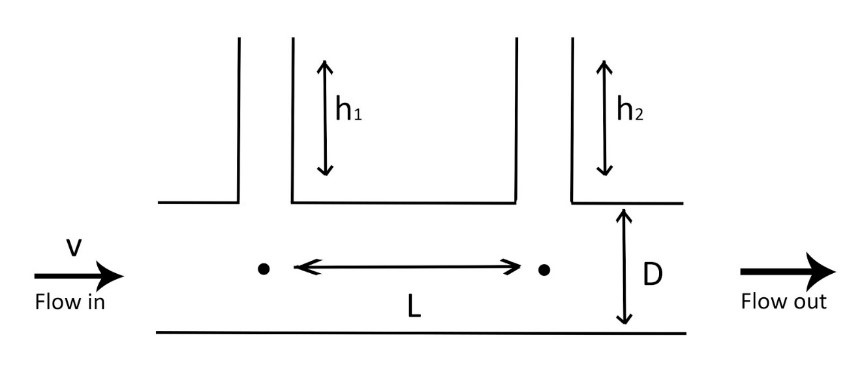 h₁
h₂
v
Flow in
L
D
Flow out